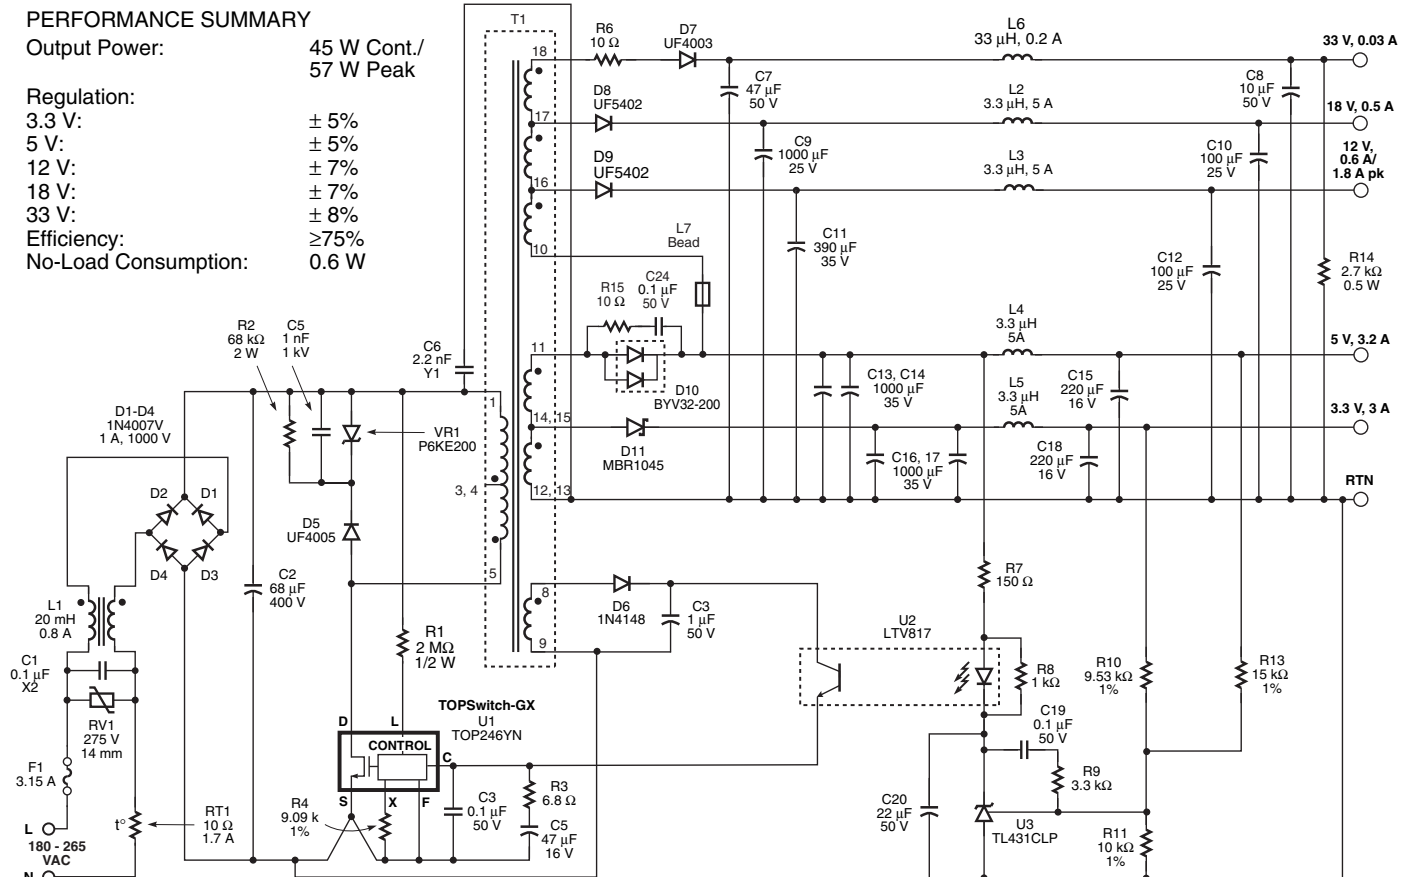 PERFORMANCE SUMMARY
Output Power: 45 W Cont./
57 W Peak
Regulation:
3.3 V: ± 5%
5 V: ± 5%
12 V: ± 7%
18 V: ± 7%
33 V: ± 8%
Efficiency: ≥75%
No-Load Consumption: 0.6 W
T1
18
17
16
10
11
14, 15
12, 13
8
9
1
3, 4
5
R6
10 Ω
D7
UF4003
L6
33 µH, 0.2 A
33 V, 0.03 A
C7
47 µF
50 V
C8
10 µF
50 V
D8
UF5402
L2
3.3 µH, 5 A
18 V, 0.5 A
C9
1000 µF
25 V
C10
100 µF
25 V
D9
UF5402
L3
3.3 µH, 5 A
12 V,
0.6 A/
1.8 A pk
C11
390 µF
35 V
C12
100 µF
25 V
L7
Bead
R14
2.7 kΩ
0.5 W
R15
10 Ω
C24
0.1 µF
50 V
D10
BYV32-200
L4
3.3 µH
5A
5 V, 3.2 A
C13, C14
1000 µF
35 V
L5
3.3 µH
5A
C15
220 µF
16 V
3.3 V, 3 A
D11
MBR1045
C16, 17
1000 µF
35 V
C18
220 µF
16 V
RTN
R2
68 kΩ
2 W
C5
1 nF
1 kV
C6
2.2 nF
Y1
VR1
P6KE200
D1-D4
1N4007V
1 A, 1000 V
D2
D1
D4
D3
D5
UF4005
C2
68 µF
400 V
L1
20 mH
0.8 A
C1
0.1 µF
X2
RV1
275 V
14 mm
F1
3.15 A
RT1
10 Ω
1.7 A
t°
L
180 - 265
VAC
N
R1
2 MΩ
1/2 W
TOPSwitch-GX
U1
TOP246YN
D
L
CONTROL
C
S
X
F
R4
9.09 k
1%
C3
0.1 µF
50 V
R3
6.8 Ω
C5
47 µF
16 V
D6
1N4148
C3
1 µF
50 V
U2
LTV817
R7
150 Ω
R8
1 kΩ
C19
0.1 µF
50 V
R9
3.3 kΩ
R10
9.53 kΩ
1%
R13
15 kΩ
1%
C20
22 µF
50 V
U3
TL431CLP
R11
10 kΩ
1%